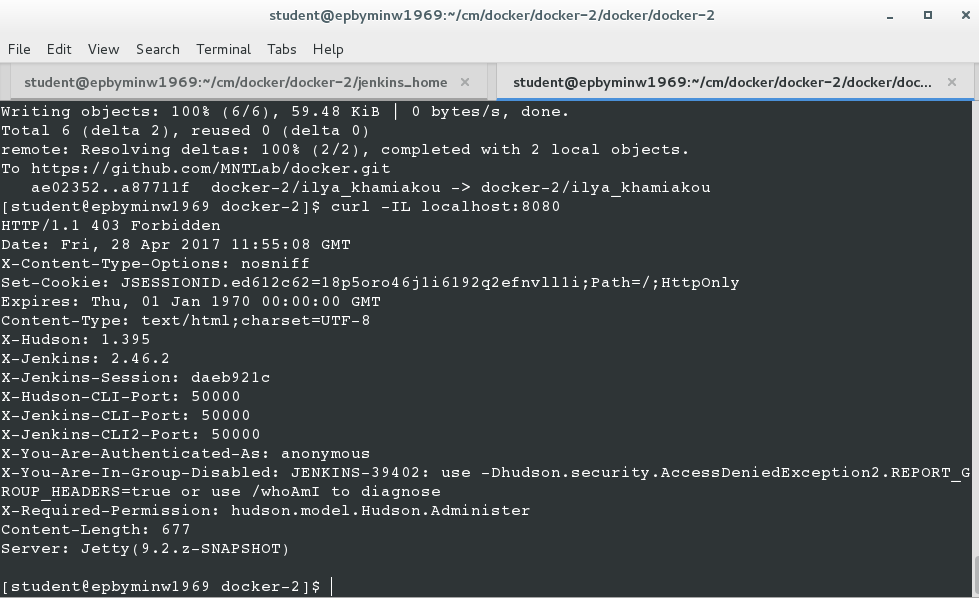 student@epbyminw1969:~/cm/docker/docker-2/docker/docker-2
File Edit View Search Terminal Tabs Help
student@epbyminw1969:~/cm/docker/docker-2/jenkins_home × student@epbyminw1969:~/cm/docker/docker-2/docker/doc... ×
Writing objects: 100% (6/6), 59.48 KiB | 0 bytes/s, done.
Total 6 (delta 2), reused 0 (delta 0)
remote: Resolving deltas: 100% (2/2), completed with 2 local objects.
To https://github.com/MNTLab/docker.git
   ae02352..a87711f  docker-2/ilya_khamiakou -> docker-2/ilya_khamiakou
[student@epbyminw1969 docker-2]$ curl -IL localhost:8080
HTTP/1.1 403 Forbidden
Date: Fri, 28 Apr 2017 11:55:08 GMT
X-Content-Type-Options: nosniff
Set-Cookie: JSESSIONID.ed612c62=18p5oro46j1i6192q2efnvll1i;Path=/;HttpOnly
Expires: Thu, 01 Jan 1970 00:00:00 GMT
Content-Type: text/html;charset=UTF-8
X-Hudson: 1.395
X-Jenkins: 2.46.2
X-Jenkins-Session: daeb921c
X-Hudson-CLI-Port: 50000
X-Jenkins-CLI-Port: 50000
X-Jenkins-CLI2-Port: 50000
X-You-Are-Authenticated-As: anonymous
X-You-Are-In-Group-Disabled: JENKINS-39402: use -Dhudson.security.AccessDeniedException2.REPORT_G
ROUP_HEADERS=true or use /whoAmI to diagnose
X-Required-Permission: hudson.model.Hudson.Administer
Content-Length: 677
Server: Jetty(9.2.z-SNAPSHOT)
[student@epbyminw1969 docker-2]$